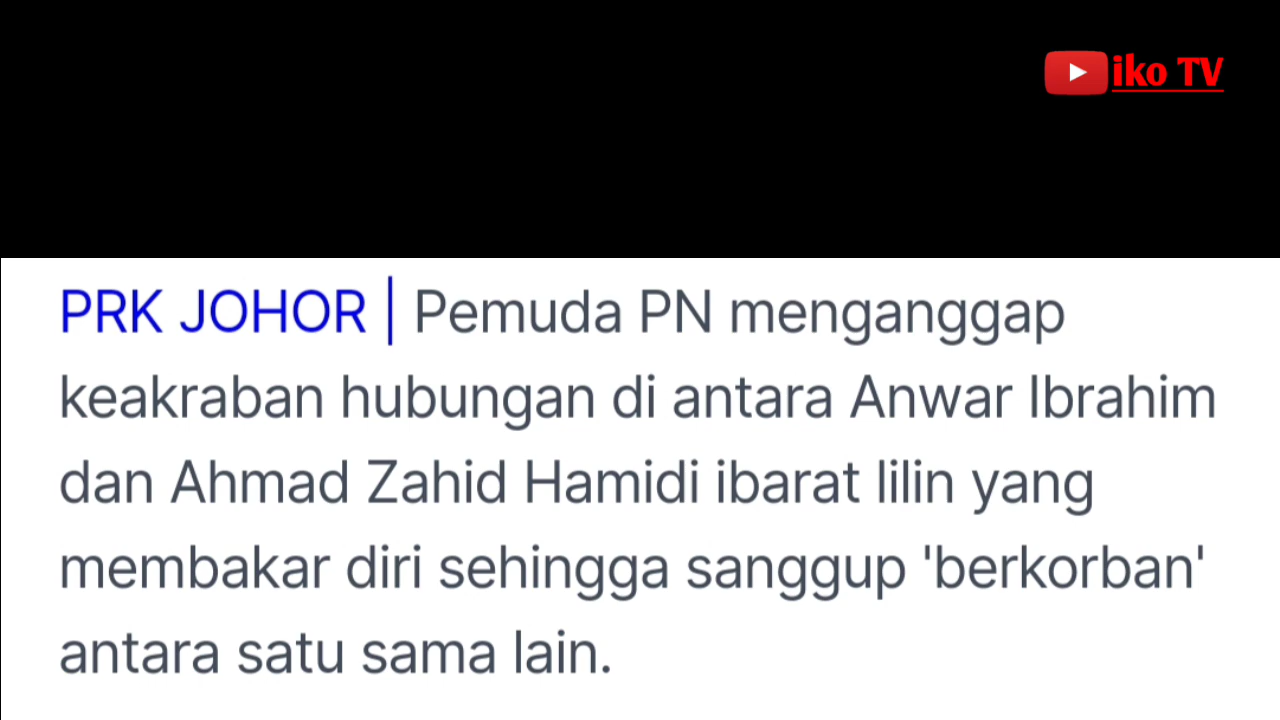 iko TV
PRK JOHOR | Pemuda PN menganggap
keakraban hubungan di antara Anwar Ibrahim
dan Ahmad Zahid Hamidi ibarat lilin yang
membakar diri sehingga sanggup 'berkorban'
antara satu sama lain.